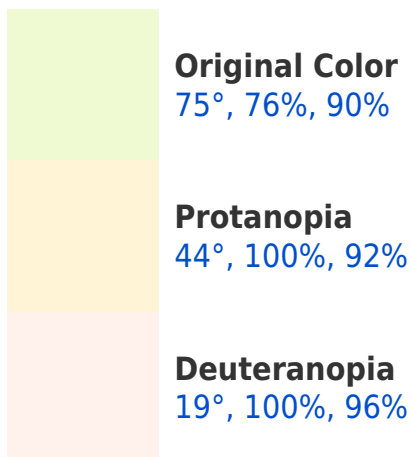 Original Color
75°, 76%, 90%
Protanopia
44°, 100%, 92%
Deuteranopia
19°, 100%, 96%